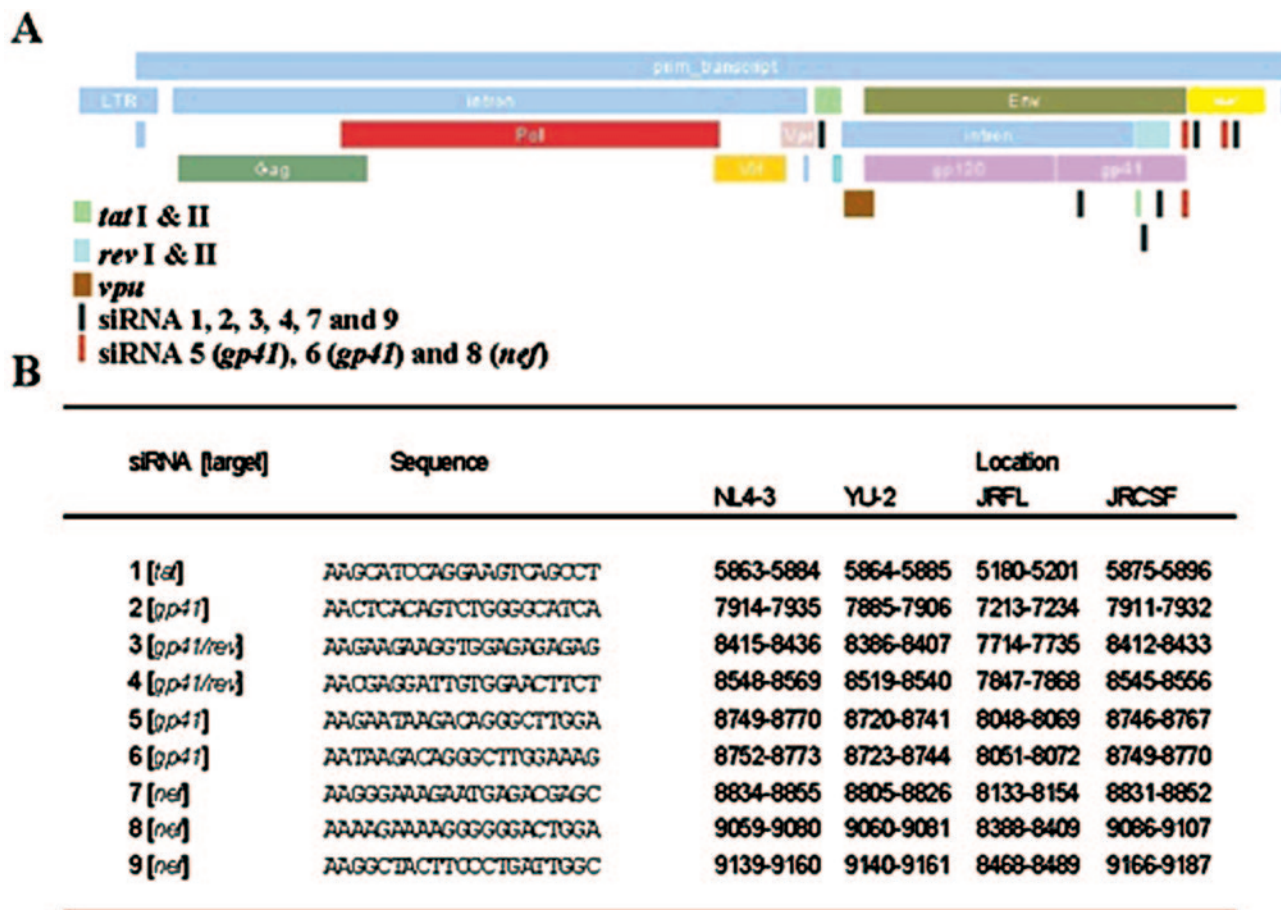 A
prim_transcript
LTR intron Env nef
Pol Vpr intron
Gag Vif gp120 gp41
tat I & II
rev I & II
vpu
siRNA 1, 2, 3, 4, 7 and 9
siRNA 5 (gp41), 6 (gp41) and 8 (nef)
B
siRNA [target] Sequence Location
NL4-3 YU-2 JRFL JRCSF
1 [tat] AAGCATCCAGGAAGTCAGCCT 5863-5884 5864-5885 5180-5201 5875-5896
2 [gp41] AACTCACAGTCTGGGGCATCA 7914-7935 7885-7906 7213-7234 7911-7932
3 [gp41/rev] AAGAAGAAGGTGGAGAGAGAG 8415-8436 8386-8407 7714-7735 8412-8433
4 [gp41/rev] AACGAGGATTGTGGAACTTCT 8548-8569 8519-8540 7847-7868 8545-8556
5 [gp41] AAGAATAAGACAGGGCTTGGA 8749-8770 8720-8741 8048-8069 8746-8767
6 [gp41] AATAAGACAGGGCTTGGAAAG 8752-8773 8723-8744 8051-8072 8749-8770
7 [nef] AAGGGAAAGAATGAGACGAGC 8834-8855 8805-8826 8133-8154 8831-8852
8 [nef] AAAAGAAAAGGGGGGACTGGA 9059-9080 9060-9081 8388-8409 9086-9107
9 [nef] AAGGCTACTTCCCTGATTGGC 9139-9160 9140-9161 8468-8489 9166-9187